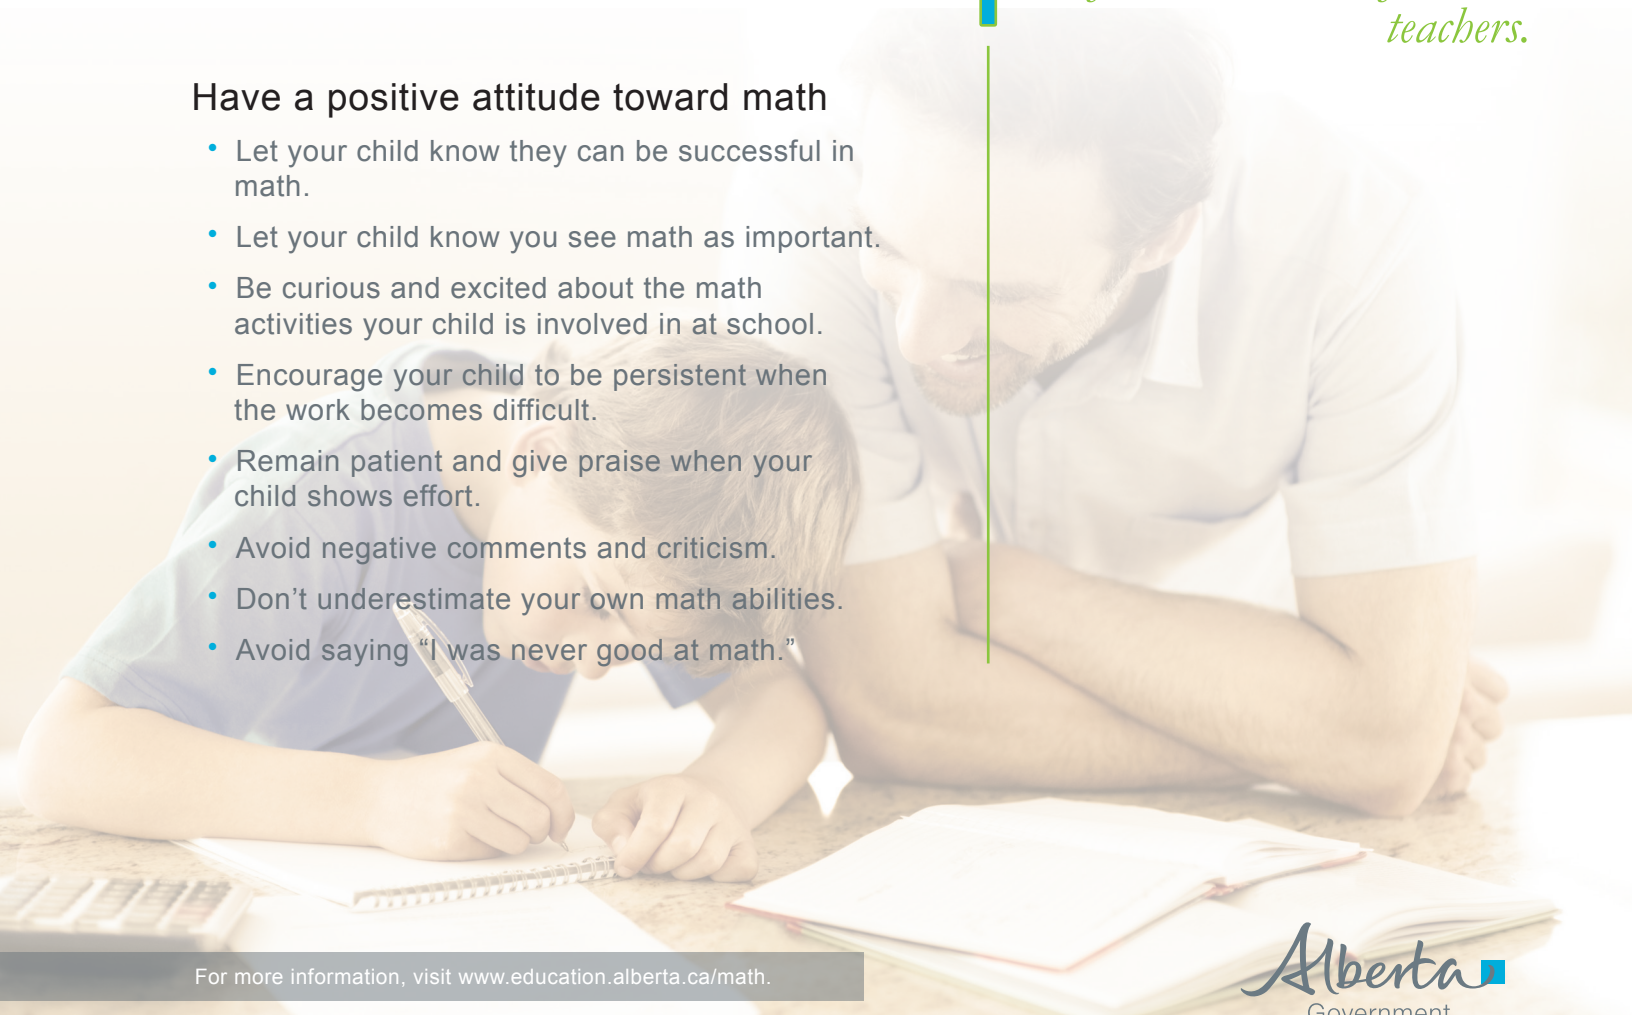 teachers.
Have a positive attitude toward math
• Let your child know they can be successful in
math.
• Let your child know you see math as important.
• Be curious and excited about the math
activities your child is involved in at school.
• Encourage your child to be persistent when
the work becomes difficult.
• Remain patient and give praise when your
child shows effort.
• Avoid negative comments and criticism.
• Don’t underestimate your own math abilities.
• Avoid saying “I was never good at math.”
For more information, visit www.education.alberta.ca/math.
Alberta
Government